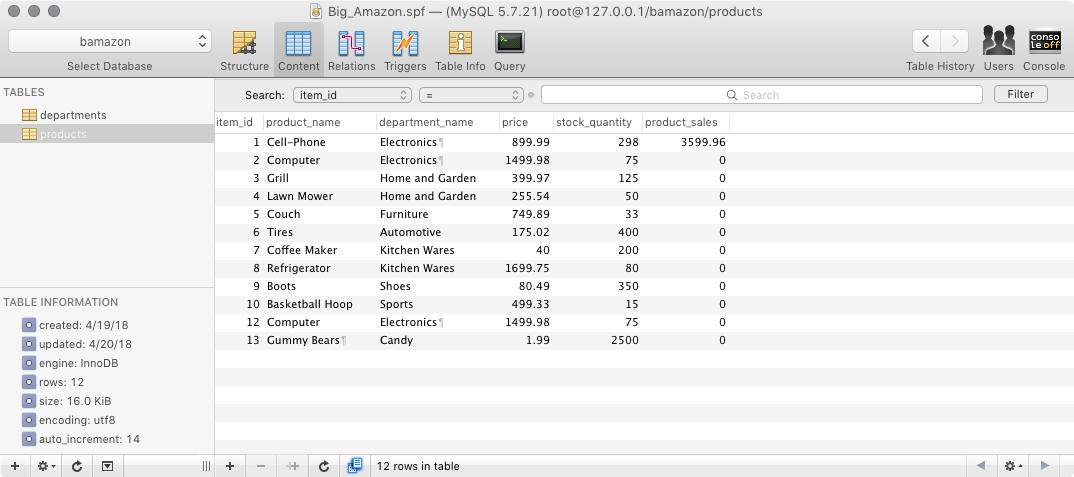 Big_Amazon.spf — (MySQL 5.7.21) root@127.0.0.1/bamazon/products
bamazon
Select Database
Structure Content Relations Triggers Table Info Query
Table History Users Console
conso
le off
TABLES
departments
products
Search: item_id = Search Filter
item_id product_name department_name price stock_quantity product_sales
1 Cell-Phone Electronics¶ 899.99 298 3599.96
2 Computer Electronics¶ 1499.98 75 0
3 Grill Home and Garden 399.97 125 0
4 Lawn Mower Home and Garden 255.54 50 0
5 Couch Furniture 749.89 33 0
6 Tires Automotive 175.02 400 0
7 Coffee Maker Kitchen Wares 40 200 0
8 Refrigerator Kitchen Wares 1699.75 80 0
9 Boots Shoes 80.49 350 0
10 Basketball Hoop Sports 499.33 15 0
12 Computer Electronics¶ 1499.98 75 0
13 Gummy Bears¶ Candy 1.99 2500 0
TABLE INFORMATION
created: 4/19/18
updated: 4/20/18
engine: InnoDB
rows: 12
size: 16.0 KiB
encoding: utf8
auto_increment: 14
12 rows in table